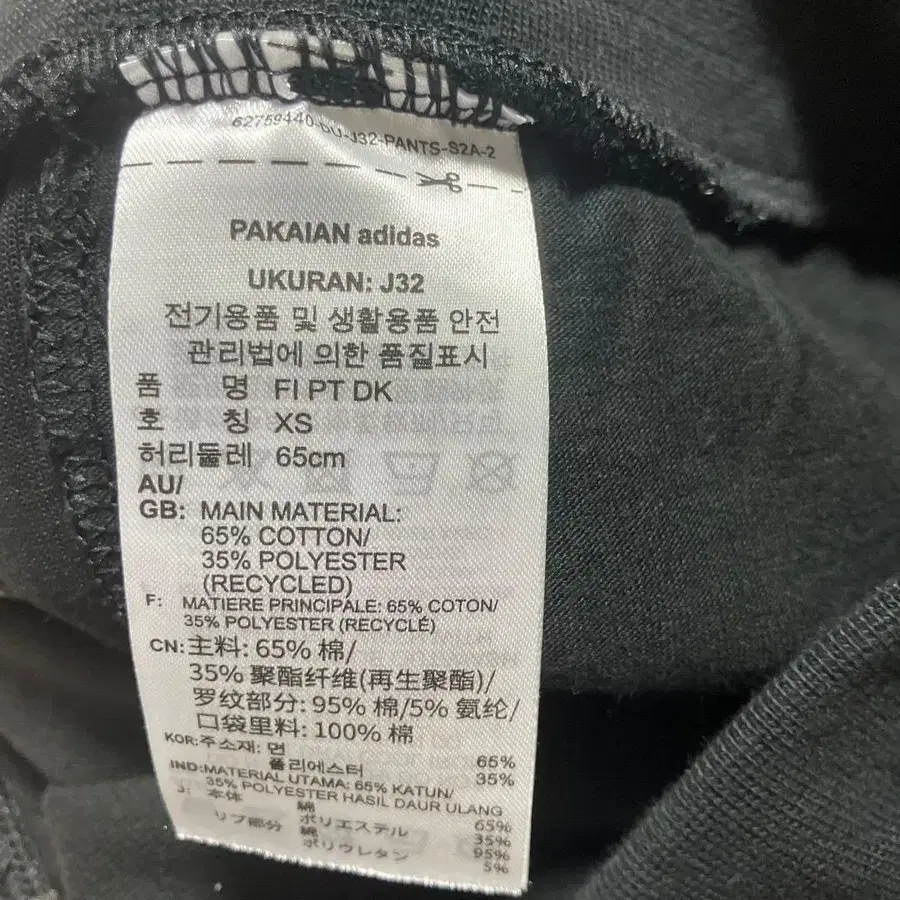 62759440-DU-J32-PANTS-S2A-2
PAKAIAN adidas
UKURAN: J32
전기용품 및 생활용품 안전
관리법에 의한 품질표시
품 명 FI PT DK
호 칭 XS
허리둘레 65cm
AU/
GB: MAIN MATERIAL:
65% COTTON/
35% POLYESTER
(RECYCLED)
F: MATIERE PRINCIPALE: 65% COTON/
35% POLYESTER (RECYCLÉ)
CN: 主料: 65% 棉/
35% 聚酯纤维(再生聚酯)/
罗纹部分: 95% 棉/5% 氨纶/
口袋里料: 100% 棉
KOR: 주소재: 면 65%
폴리에스터 35%
IND: MATERIAL UTAMA: 65% KATUN/
35% POLYESTER HASIL DAUR ULANG
J: 本体 綿 65%
ポリエステル 35%
リブ部分 綿 95%
ポリウレタン 5%